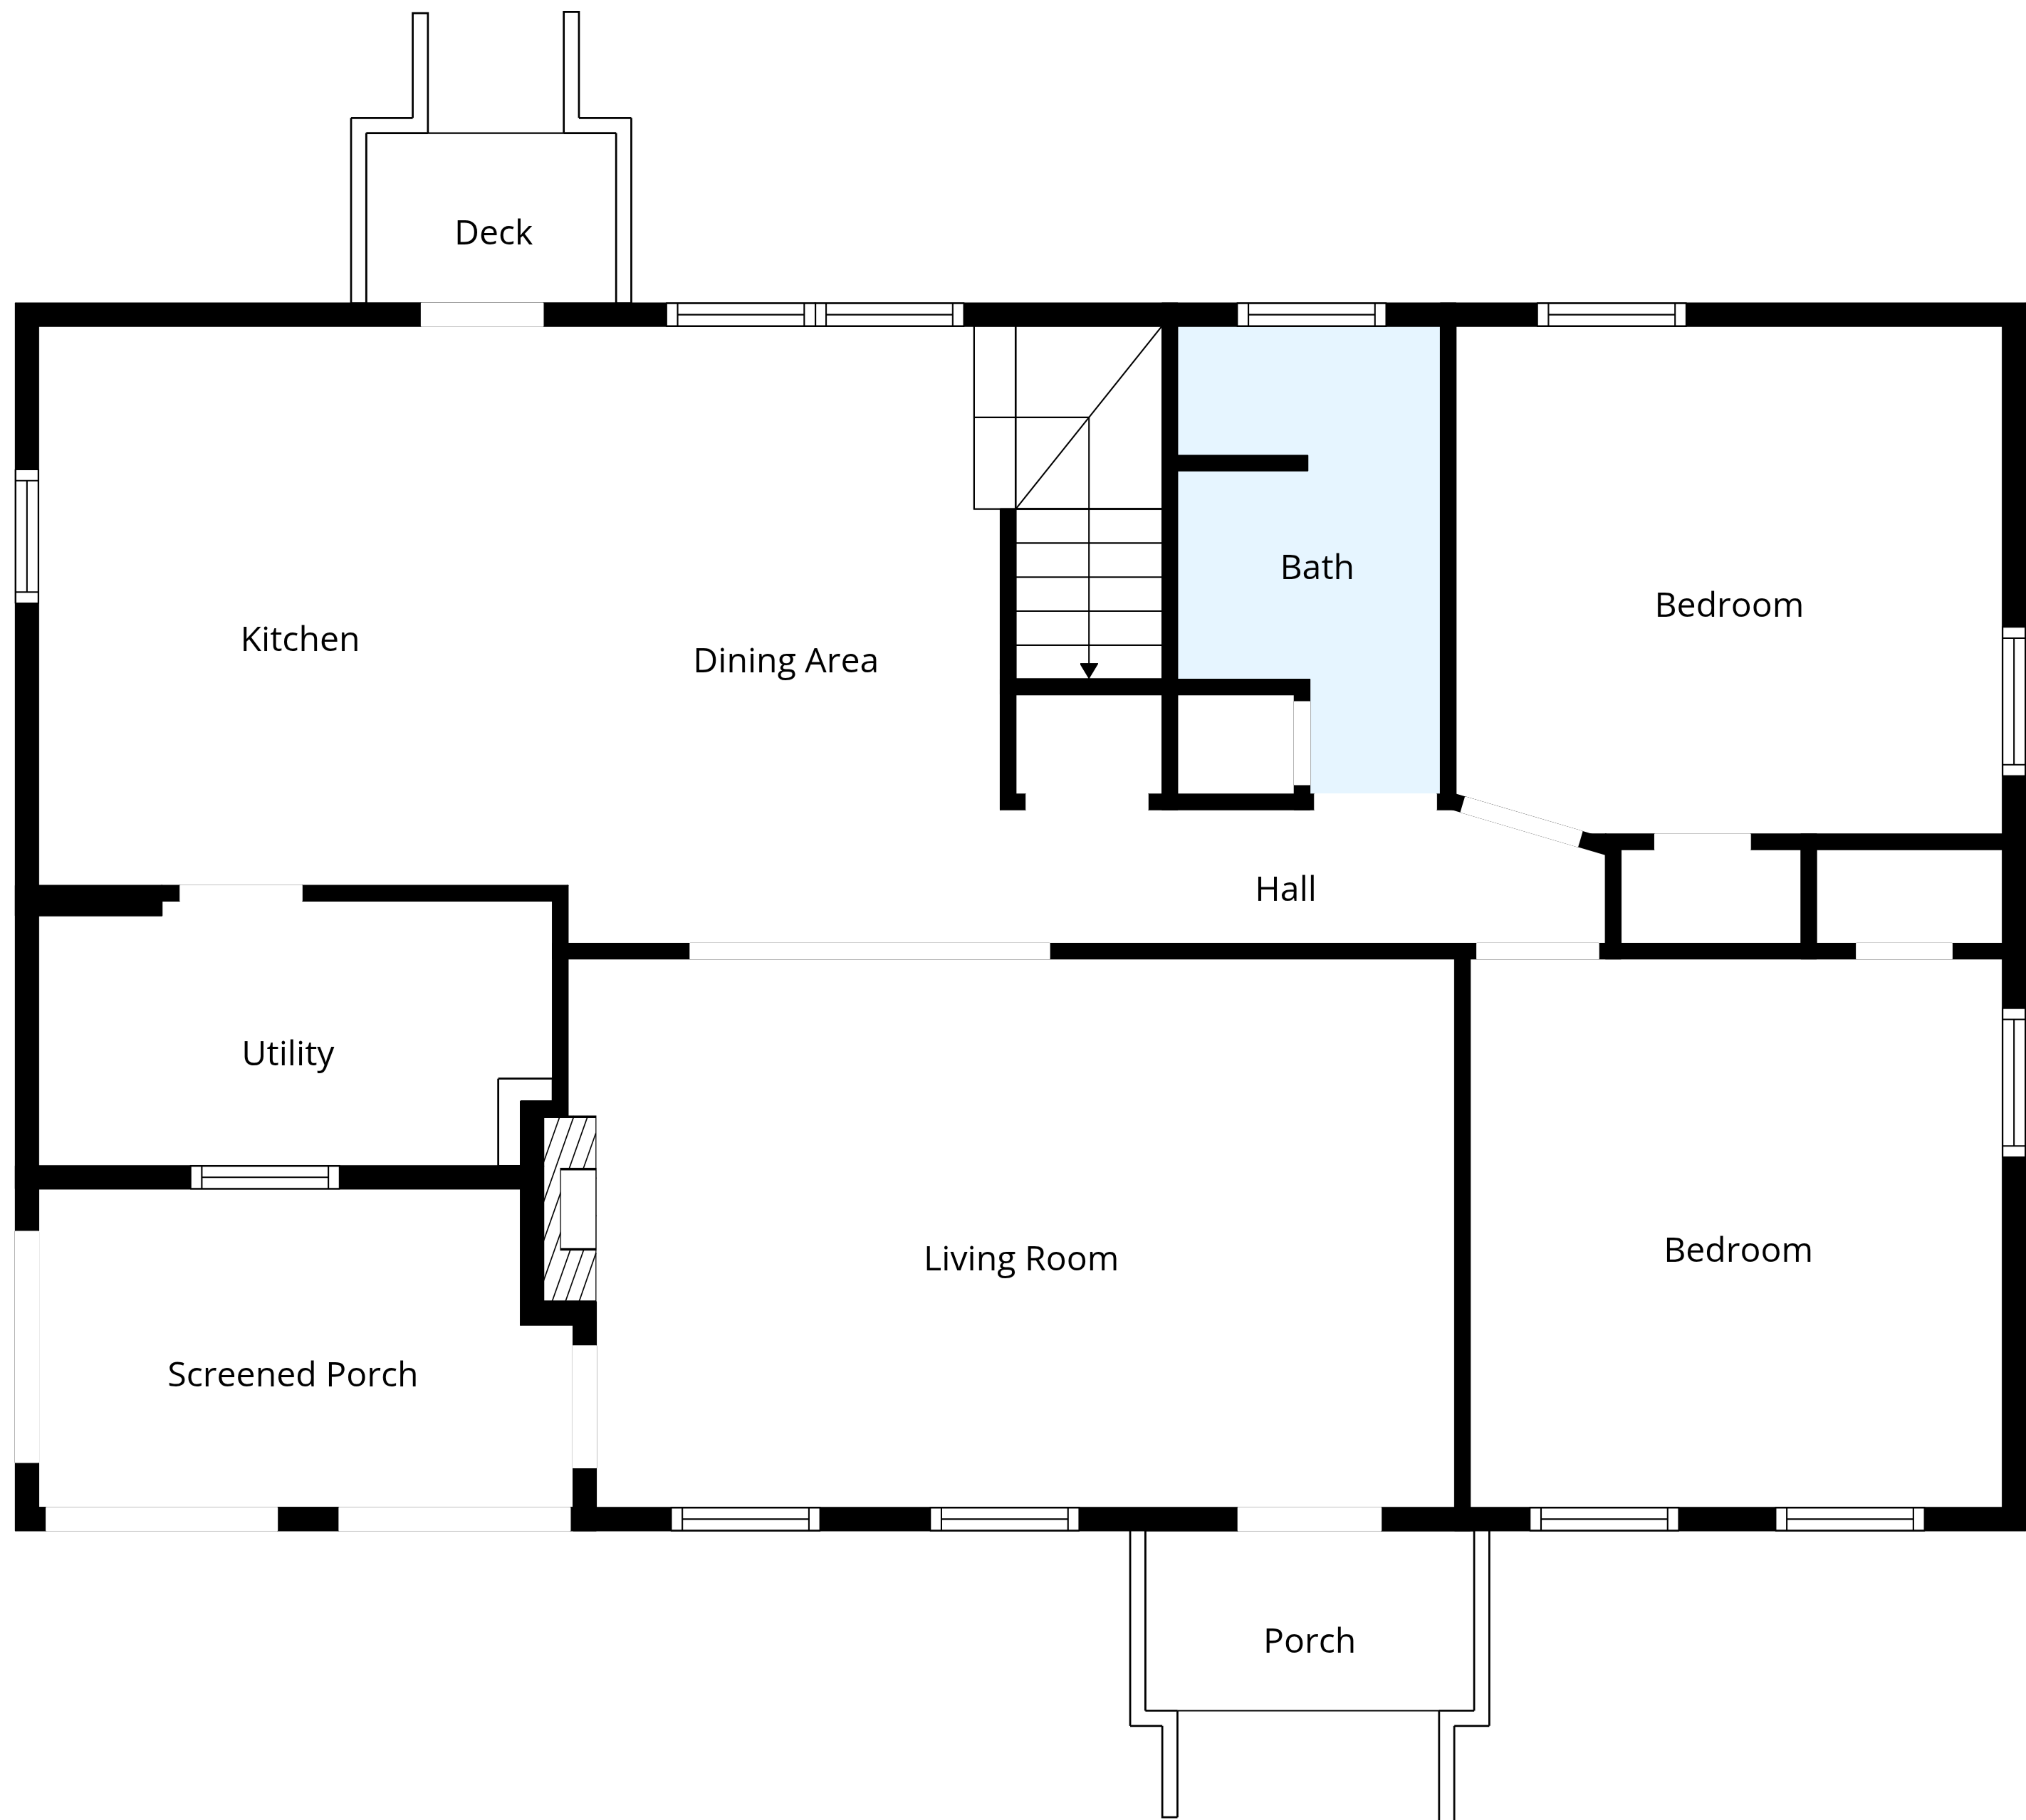 Deck
Bath
Bedroom
Kitchen
Dining Area
Hall
Utility
Bedroom
Living Room
Screened Porch
Porch